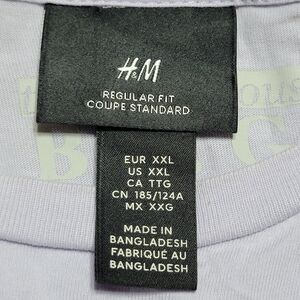 H&M
REGULAR FIT
COUPE STANDARD
EUR XXL
US XXL
CA TTG
CN 185/124A
MX XXG
MADE IN
BANGLADESH
FABRIQUÉ AU
BANGLADESH